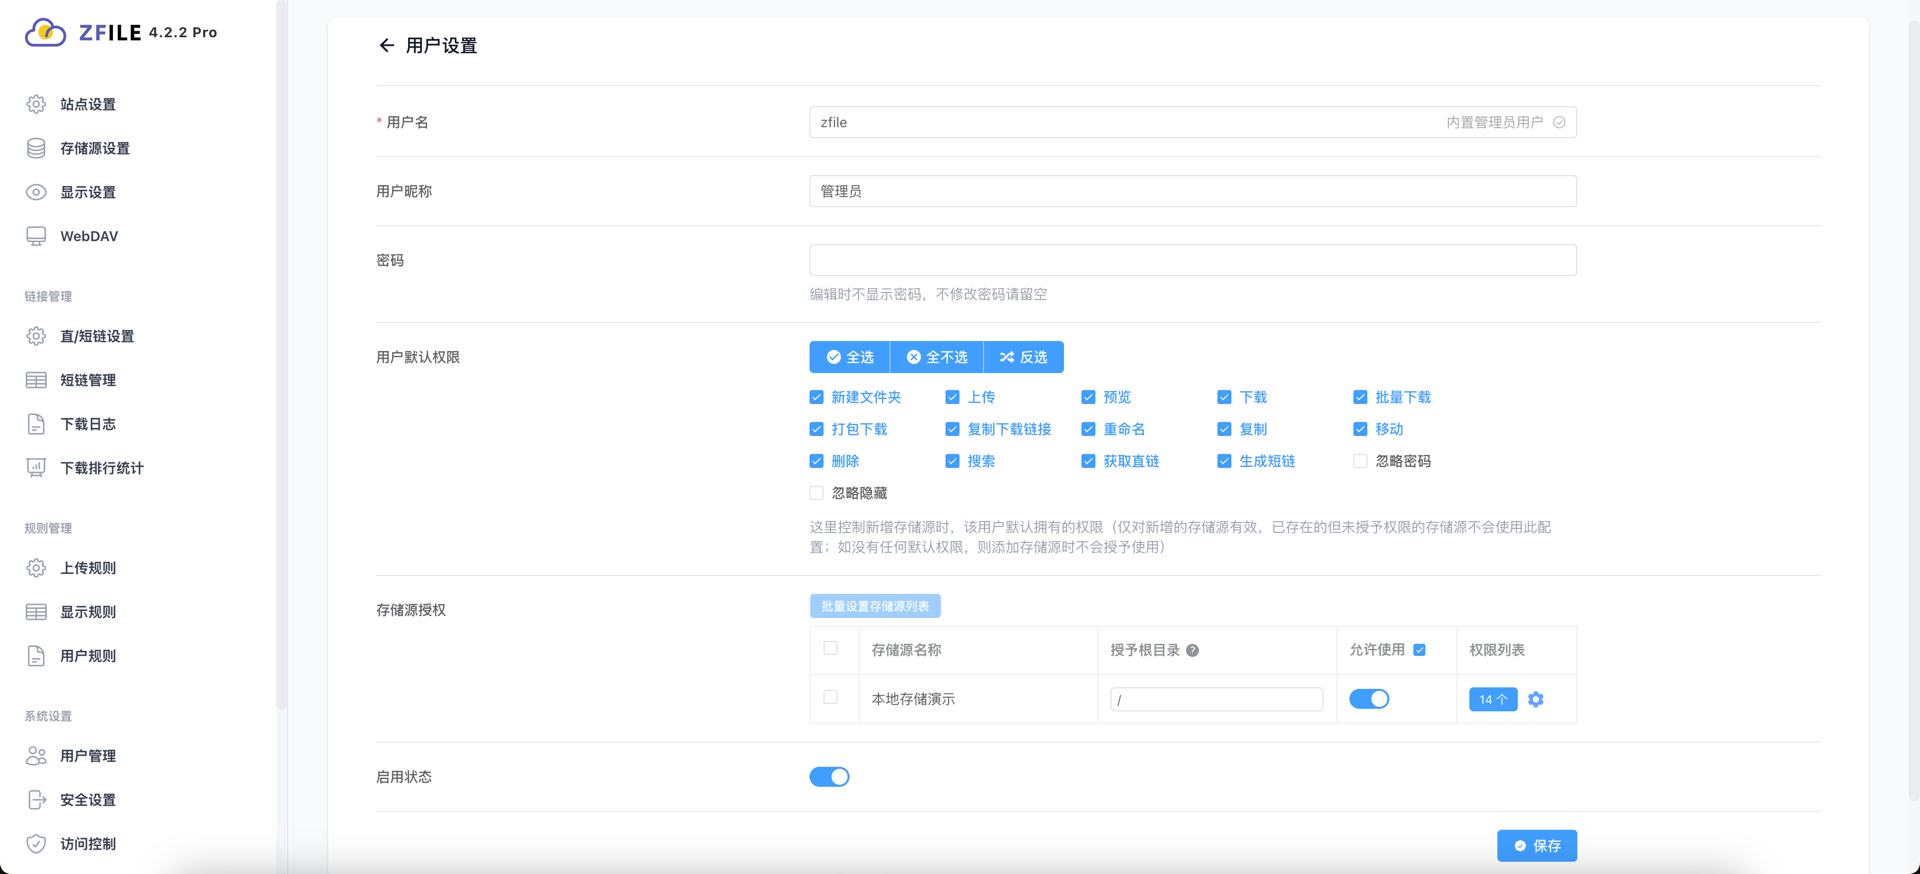 ZFILE 4.2.2 Pro
站点设置
存储源设置
显示设置
WebDAV
链接管理
直/短链设置
短链管理
下载日志
下载排行统计
规则管理
上传规则
显示规则
用户规则
系统设置
用户管理
安全设置
访问控制
用户设置
* 用户名
zfile
内置管理员用户
用户昵称
管理员
密码
编辑时不显示密码，不修改密码请留空
用户默认权限
全选 全不选 反选
新建文件夹 上传 预览 下载 批量下载
打包下载 复制下载链接 重命名 复制 移动
删除 搜索 获取直链 生成短链 忽略密码
忽略隐藏
这里控制新增存储源时，该用户默认拥有的权限（仅对新增的存储源有效，已存在的但未授予权限的存储源不会使用此配
置；如没有任何默认权限，则添加存储源时不会授予使用）
存储源授权
批量设置存储源列表
存储源名称 授予根目录 允许使用 权限列表
本地存储演示 / 14 个
启用状态
保存